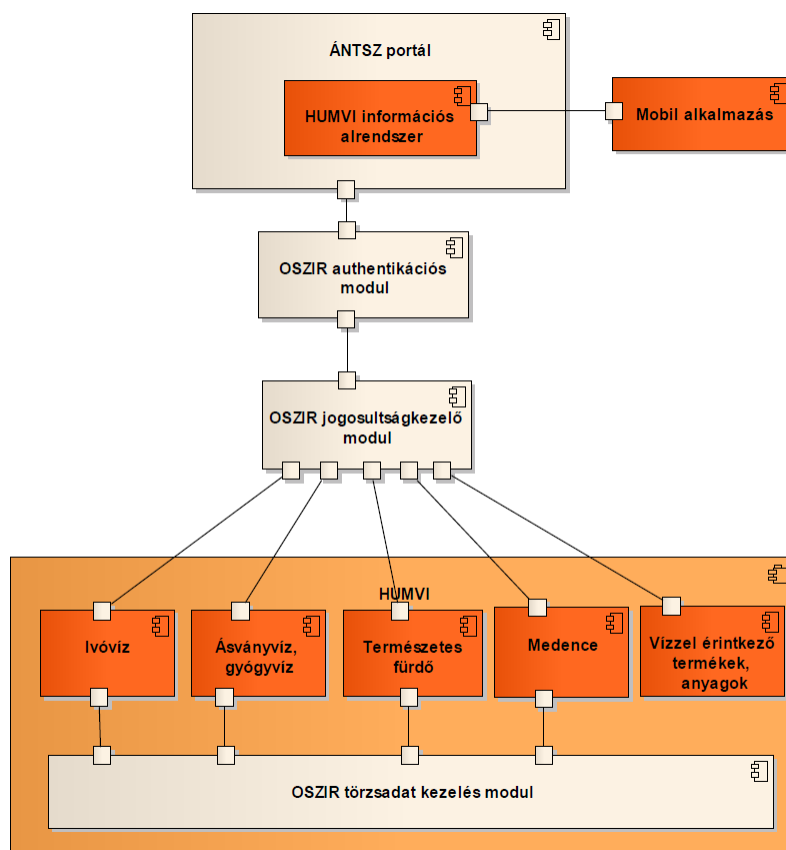 ÁNTSZ portál
HUMVI információs
alrendszer
Mobil alkalmazás
OSZIR authentikációs
modul
OSZIR jogosultságkezelő
modul
HUMVI
Ivóvíz
Ásványvíz,
gyógyvíz
Természetes
fürdő
Medence
Vízzel érintkező
termékek,
anyagok
OSZIR törzsadat kezelés modul